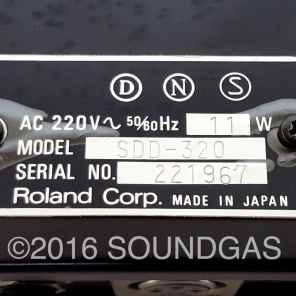 D N S
AC 220V~ 50/60Hz 11 W
MODEL SDD-320
SERIAL NO. 221967
Roland Corp. MADE IN JAPAN
©2016 SOUNDGAS